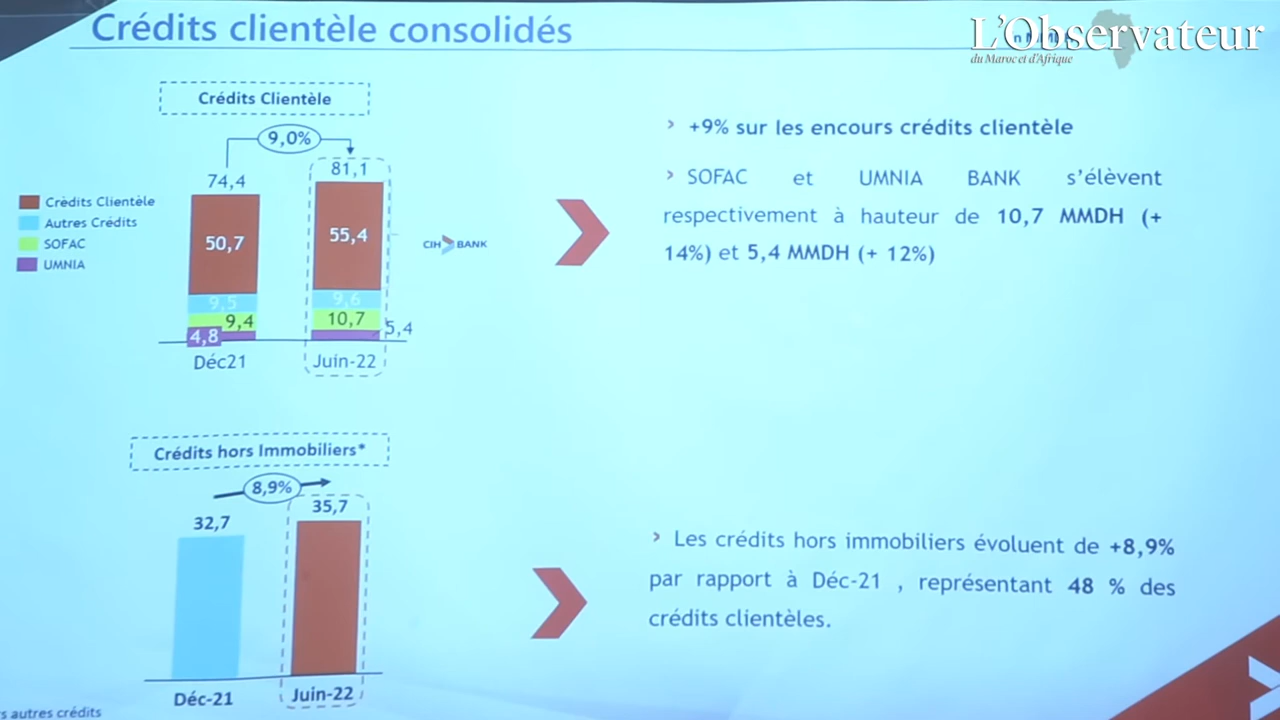 Crédits clientèle consolidés
L'Observateur
du Maroc et d'Afrique
Crédits Clientèle
9,0%
74,4
81,1
Crédits Clientèle
Autres Crédits
SOFAC
UMNIA
50,7
55,4
CIH BANK
9,5
9,6
9,4
10,7
4,8
5,4
Déc21
Juin-22
› +9% sur les encours crédits clientèle
› SOFAC et UMNIA BANK s'élèvent
respectivement à hauteur de 10,7 MMDH (+
14%) et 5,4 MMDH (+ 12%)
Crédits hors Immobiliers*
8,9%
32,7
35,7
Déc-21
Juin-22
› Les crédits hors immobiliers évoluent de +8,9%
par rapport à Déc-21 , représentant 48 % des
crédits clientèles.
autres crédits